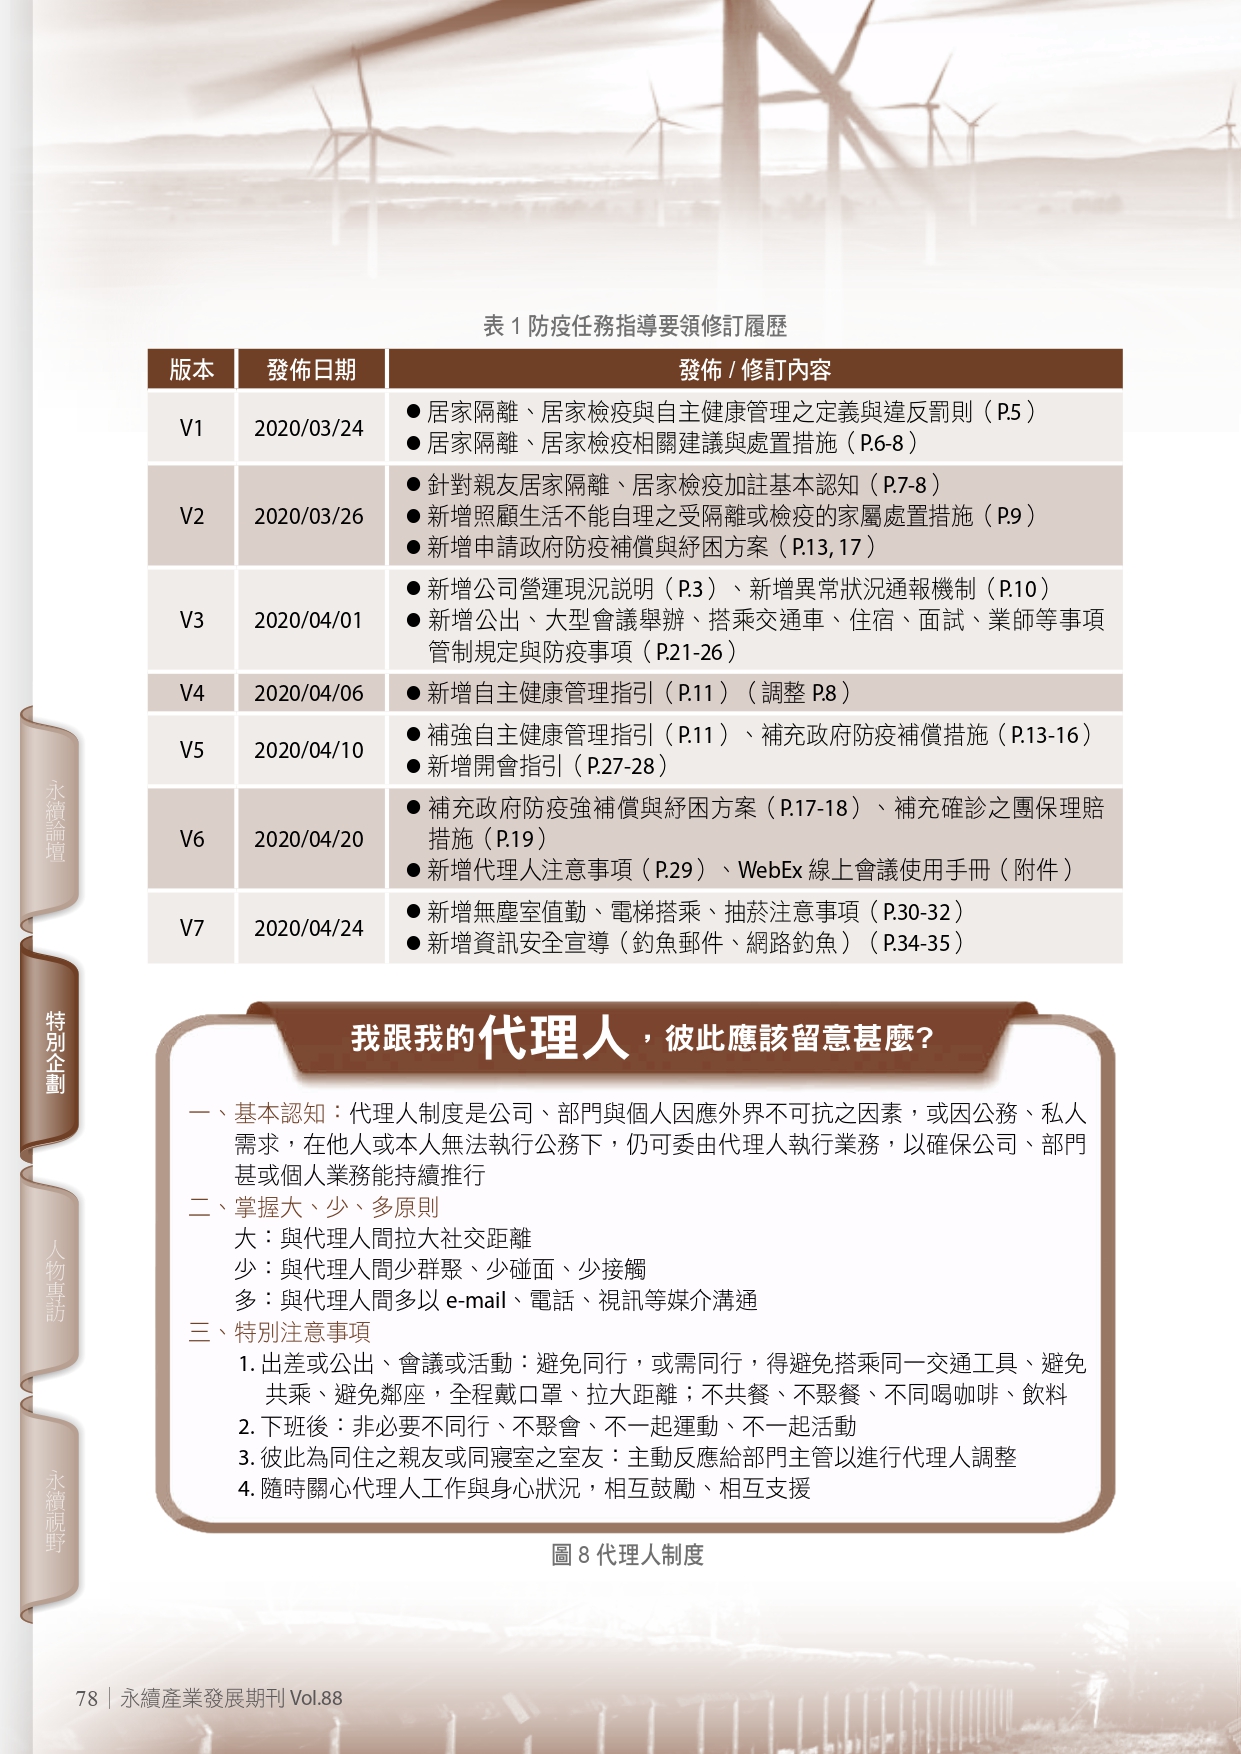 表 1 防疫任務指導要領修訂履歷
版本 發佈日期 發佈 / 修訂內容
V1 2020/03/24
● 居家隔離、居家檢疫與自主健康管理之定義與違反罰則（P.5）
● 居家隔離、居家檢疫相關建議與處置措施（P.6-8）
V2 2020/03/26
● 針對親友居家隔離、居家檢疫加註基本認知（P.7-8）
● 新增照顧生活不能自理之受隔離或檢疫的家屬處置措施（P.9）
● 新增申請政府防疫補償與紓困方案（P.13, 17）
V3 2020/04/01
● 新增公司營運現況說明（P.3）、新增異常狀況通報機制（P.10）
● 新增公出、大型會議舉辦、搭乘交通車、住宿、面試、業師等事項
管制規定與防疫事項（P.21-26）
V4 2020/04/06
● 新增自主健康管理指引（P.11）（調整 P.8）
V5 2020/04/10
● 補強自主健康管理指引（P.11）、補充政府防疫補償措施（P.13-16）
● 新增開會指引（P.27-28）
V6 2020/04/20
● 補充政府防疫強補償與紓困方案（P.17-18）、補充確診之團保理賠
措施（P.19）
● 新增代理人注意事項（P.29）、WebEx 線上會議使用手冊（附件）
V7 2020/04/24
● 新增無塵室值勤、電梯搭乘、抽菸注意事項（P.30-32）
● 新增資訊安全宣導（釣魚郵件、網路釣魚）（P.34-35）
我跟我的代理人，彼此應該留意甚麼?
一、基本認知：代理人制度是公司、部門與個人因應外界不可抗之因素，或因公務、私人
需求，在他人或本人無法執行公務下，仍可委由代理人執行業務，以確保公司、部門
甚或個人業務能持續推行
二、掌握大、少、多原則
大：與代理人間拉大社交距離
少：與代理人間少群聚、少碰面、少接觸
多：與代理人間多以 e-mail、電話、視訊等媒介溝通
三、特別注意事項
1. 出差或公出、會議或活動：避免同行，或需同行，得避免搭乘同一交通工具、避免
共乘、避免鄰座，全程戴口罩、拉大距離；不共餐、不聚餐、不同喝咖啡、飲料
2. 下班後：非必要不同行、不聚會、不一起運動、不一起活動
3. 彼此為同住之親友或同寢室之室友：主動反應給部門主管以進行代理人調整
4. 隨時關心代理人工作與身心狀況，相互鼓勵、相互支援
圖 8 代理人制度
永續論壇
特別企劃
人物專訪
永續視野
78 | 永續產業發展期刊 Vol.88